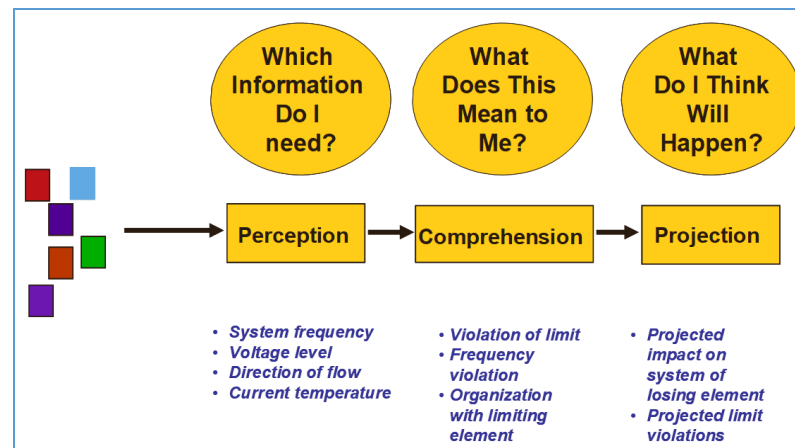 Which
Information
Do I
need?
What
Does This
Mean to
Me?
What
Do I Think
Will
Happen?
Perception
Comprehension
Projection
• System frequency
• Voltage level
• Direction of flow
• Current temperature
• Violation of limit
• Frequency
violation
• Organization
with limiting
element
• Projected
impact on
system of
losing element
• Projected limit
violations